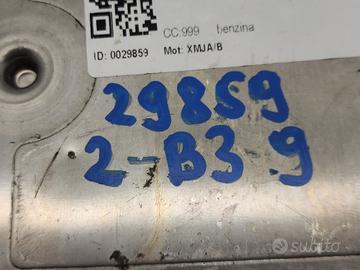 CC:999 benzina
ID: 0029859 Mot: XMJA/B
29859
2-B3 9
subito